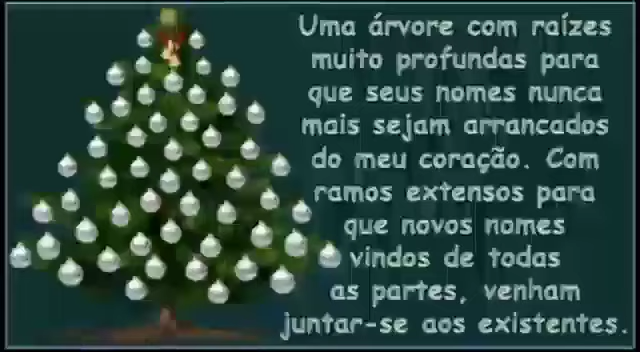 Uma árvore com raízes
muito profundas para
que seus nomes nunca
mais sejam arrancados
do meu coração. Com
ramos extensos para
que novos nomes
vindos de todas
as partes, venham
juntar-se aos existentes.